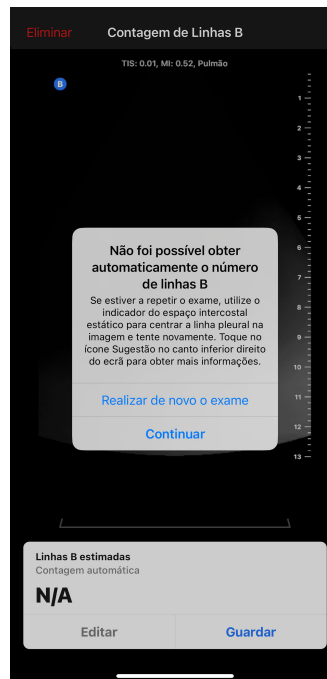 Eliminar Contagem de Linhas B
TIS: 0.01, MI: 0.52, Pulmão
B
1
2
3
4
5
6
7
8
9
10
11
12
13
Não foi possível obter
automaticamente o número
de linhas B
Se estiver a repetir o exame, utilize o
indicador do espaço intercostal
estático para centrar a linha pleural na
imagem e tente novamente. Toque no
ícone Sugestão no canto inferior direito
do ecrã para obter mais informações.
Realizar de novo o exame
Continuar
Linhas B estimadas
Contagem automática
N/A
Editar Guardar